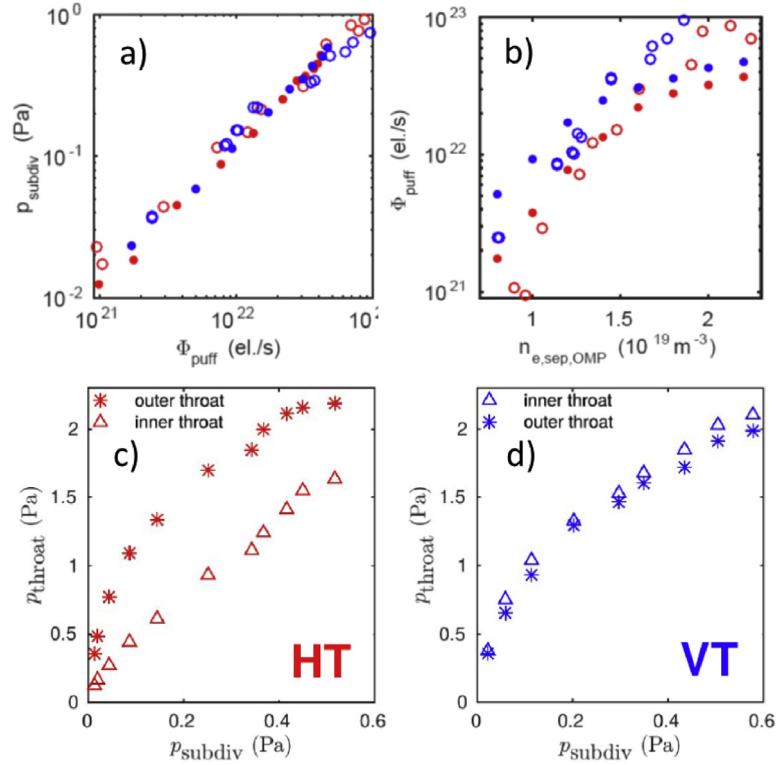 a)
10^0
10^-1
10^-2
p_subdiv (Pa)
10^21
10^22
Φ_puff (el./s)
b)
10^23
10^22
10^21
Φ_puff (el./s)
1
1.5
2
n_e,sep,OMP (10^19 m^-3)
outer throat
inner throat
c)
2
1.5
1
0.5
0
p_throat (Pa)
HT
0
0.2
0.4
0.6
p_subdiv (Pa)
inner throat
outer throat
d)
2
1.5
1
0.5
0
p_throat (Pa)
VT
0
0.2
0.4
0.6
p_subdiv (Pa)